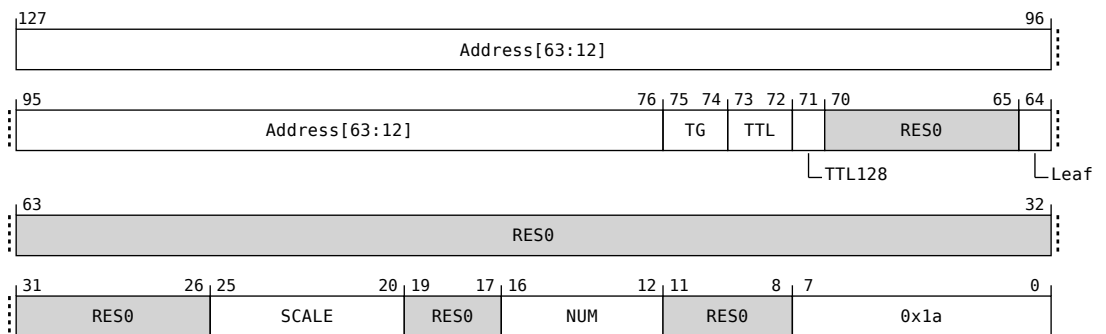 127 96
Address[63:12]
95 76 75 74 73 72 71 70 65 64
Address[63:12] TG TTL RES0
TTL128 Leaf
63 32
RES0
31 26 25 20 19 17 16 12 11 8 7 0
RES0 SCALE RES0 NUM RES0 0x1a